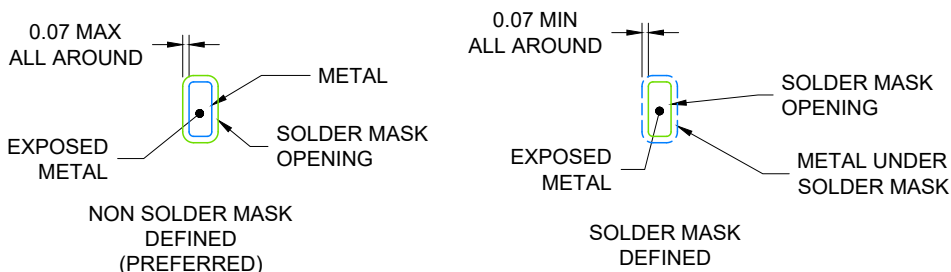 0.07 MAX
ALL AROUND
METAL
SOLDER MASK
OPENING
EXPOSED
METAL
NON SOLDER MASK
DEFINED
(PREFERRED)
0.07 MIN
ALL AROUND
SOLDER MASK
OPENING
EXPOSED
METAL
METAL UNDER
SOLDER MASK
SOLDER MASK
DEFINED